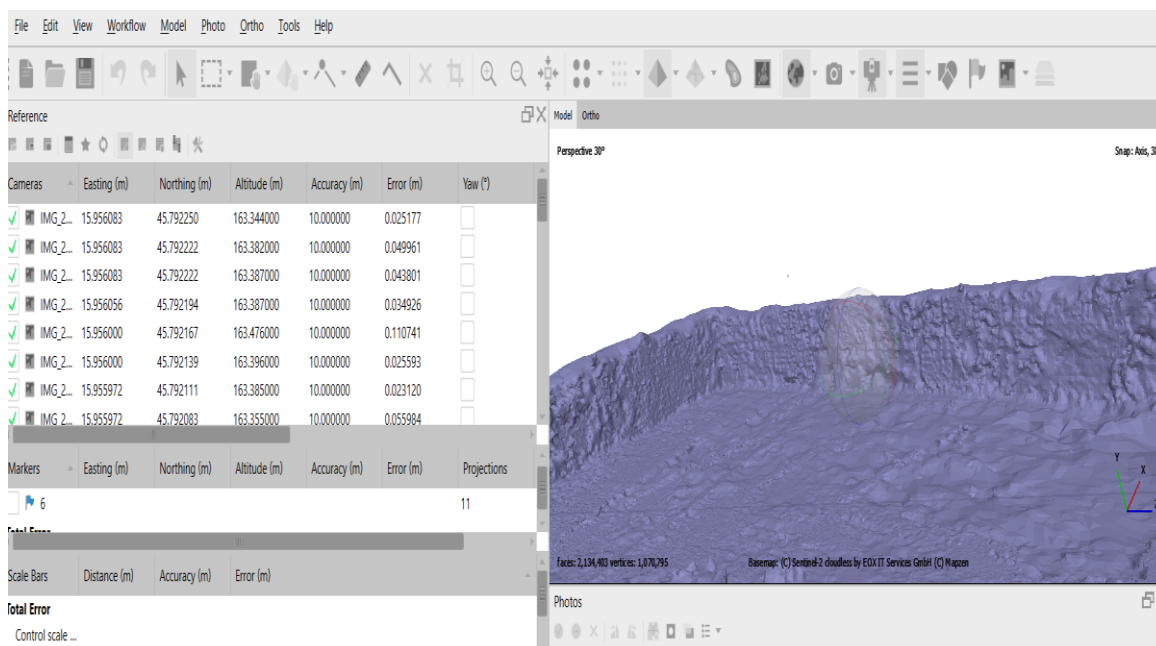 File Edit View Workflow Model Photo Ortho Tools Help
Reference
Cameras Easting (m) Northing (m) Altitude (m) Accuracy (m) Error (m) Yaw (°)
IMG_2... 15.956083 45.792250 163.344000 10.000000 0.025177
IMG_2... 15.956083 45.792222 163.382000 10.000000 0.049961
IMG_2... 15.956083 45.792222 163.387000 10.000000 0.043801
IMG_2... 15.956056 45.792194 163.387000 10.000000 0.034926
IMG_2... 15.956000 45.792167 163.476000 10.000000 0.110741
IMG_2... 15.956000 45.792139 163.396000 10.000000 0.025593
IMG_2... 15.955972 45.792111 163.385000 10.000000 0.023120
IMG_2... 15.955972 45.792083 163.355000 10.000000 0.055984
Markers Easting (m) Northing (m) Altitude (m) Accuracy (m) Error (m) Projections
6 11
Total Error
Scale Bars Distance (m) Accuracy (m) Error (m)
Total Error
Control scale ...
Model Ortho
Perspective 30° Snap: Axis, 3D
Y
X
faces: 2,134,403 vertices: 1,070,795 Basemap: (C) Sentinel-2 cloudless by EOX IT Services GmbH (C) Mapzen
Photos